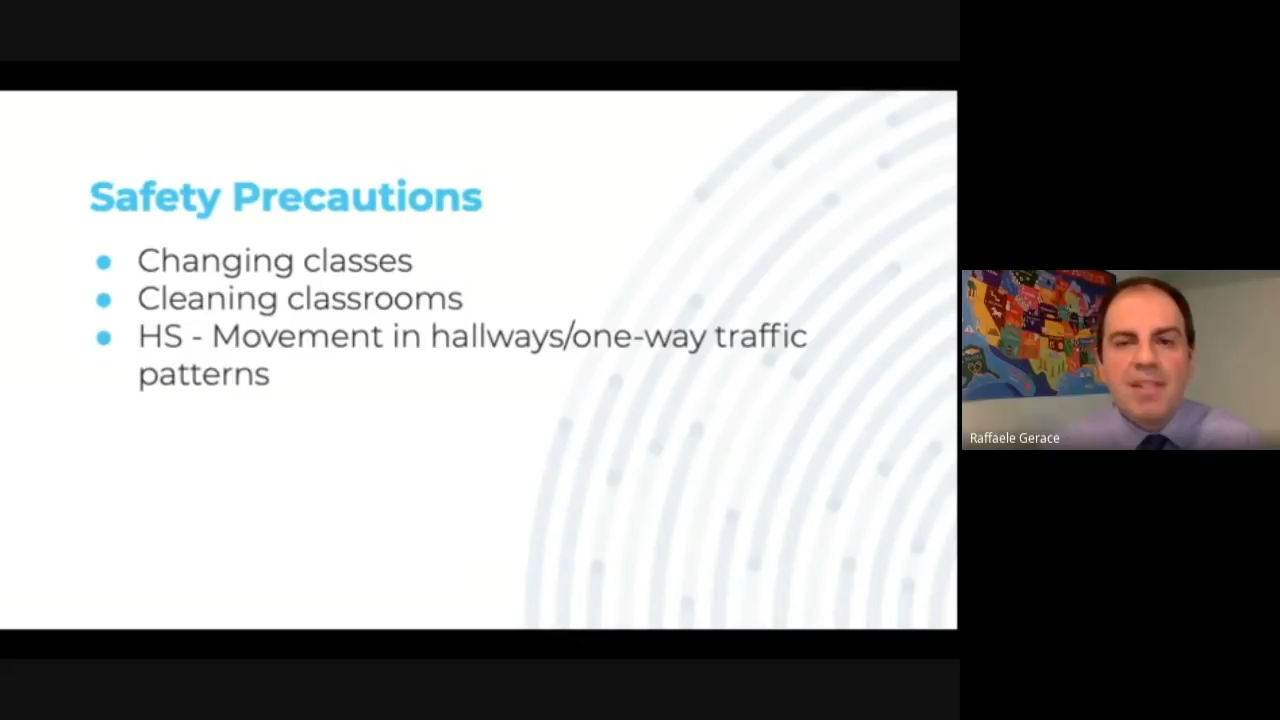 Safety Precautions
● Changing classes
● Cleaning classrooms
● HS - Movement in hallways/one-way traffic
patterns
Raffaele Gerace